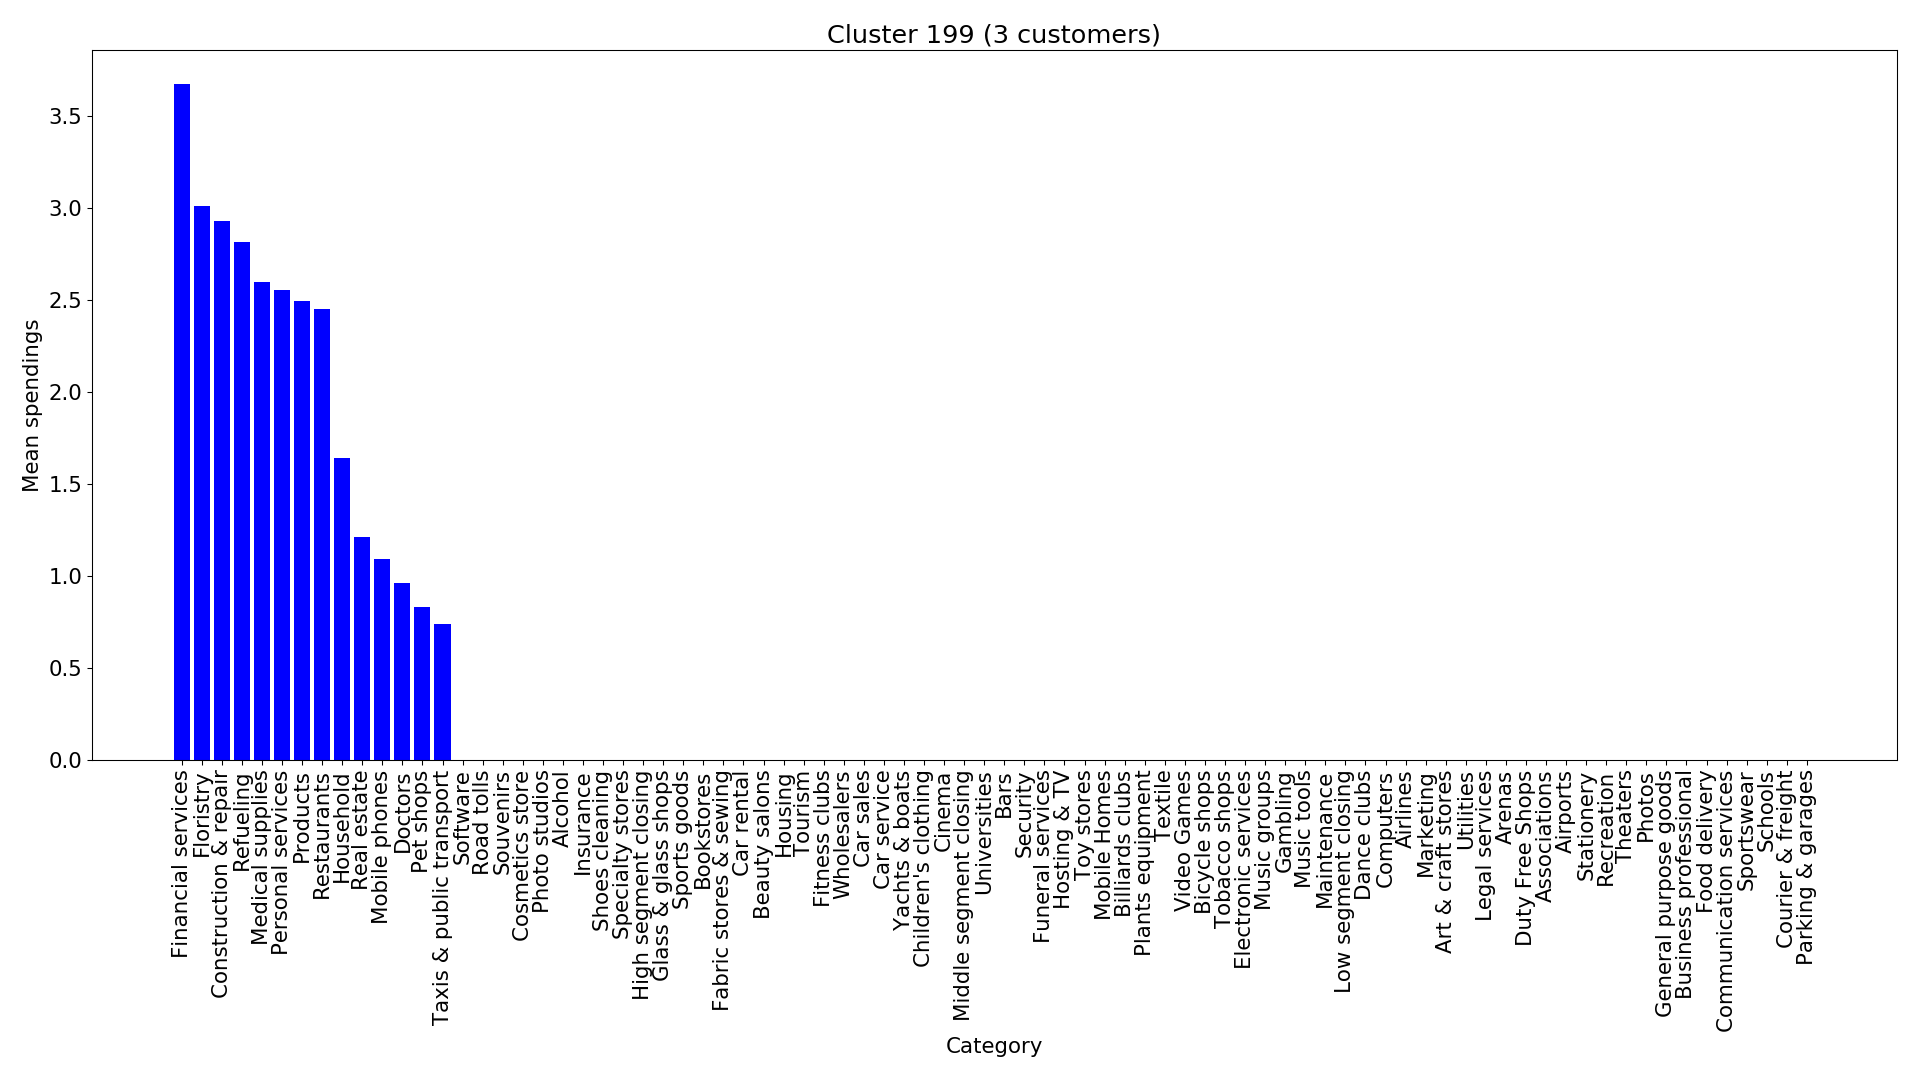 Cluster 199 (3 customers)
3.5
3.0
2.5
2.0
1.5
1.0
0.5
0.0
Mean spendings
Financial services
Floristry
Construction & repair
Refueling
Medical supplies
Personal services
Products
Restaurants
Household
Real estate
Mobile phones
Doctors
Pet shops
Taxis & public transport
Software
Road tolls
Souvenirs
Cosmetics store
Photo studios
Alcohol
Insurance
Shoes cleaning
Specialty stores
High segment closing
Glass & glass shops
Sports goods
Bookstores
Fabric stores & sewing
Car rental
Beauty salons
Housing
Tourism
Fitness clubs
Wholesalers
Car sales
Car service
Yachts & boats
Children's clothing
Cinema
Middle segment closing
Universities
Bars
Security
Funeral services
Hosting & TV
Toy stores
Mobile Homes
Billiards clubs
Plants equipment
Textile
Video Games
Bicycle shops
Tobacco shops
Electronic services
Music groups
Gambling
Music tools
Maintenance
Low segment closing
Dance clubs
Computers
Airlines
Marketing
Art & craft stores
Utilities
Legal services
Arenas
Duty Free Shops
Associations
Airports
Stationery
Recreation
Theaters
Photos
General purpose goods
Business professional
Food delivery
Communication services
Sportswear
Schools
Courier & freight
Parking & garages
Category